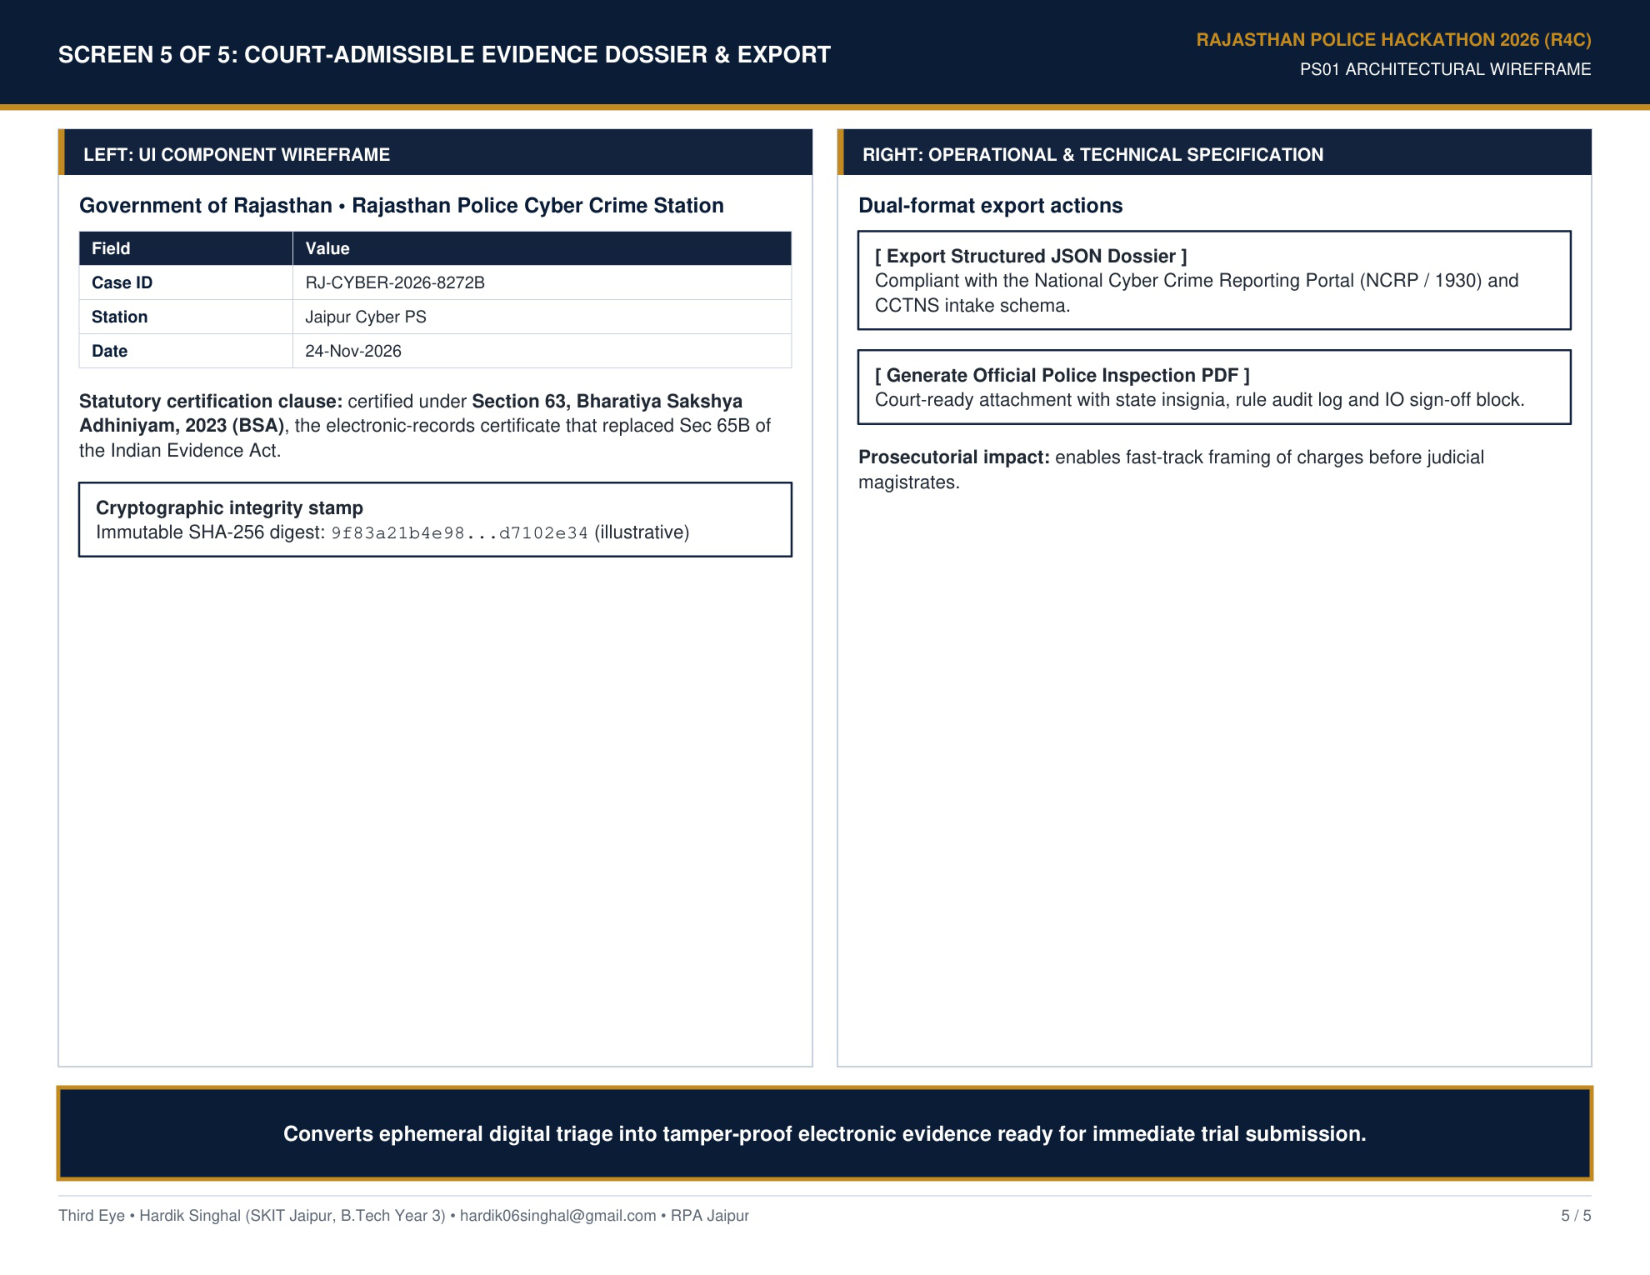 SCREEN 5 OF 5: COURT-ADMISSIBLE EVIDENCE DOSSIER & EXPORT
RAJASTHAN POLICE HACKATHON 2026 (R4C)
PS01 ARCHITECTURAL WIREFRAME
LEFT: UI COMPONENT WIREFRAME
Government of Rajasthan • Rajasthan Police Cyber Crime Station
Field Value
Case ID RJ-CYBER-2026-8272B
Station Jaipur Cyber PS
Date 24-Nov-2026
Statutory certification clause: certified under Section 63, Bharatiya Sakshya
Adhiniyam, 2023 (BSA), the electronic-records certificate that replaced Sec 65B of
the Indian Evidence Act.
Cryptographic integrity stamp
Immutable SHA-256 digest: 9f83a21b4e98...d7102e34 (illustrative)
RIGHT: OPERATIONAL & TECHNICAL SPECIFICATION
Dual-format export actions
[ Export Structured JSON Dossier ]
Compliant with the National Cyber Crime Reporting Portal (NCRP / 1930) and
CCTNS intake schema.
[ Generate Official Police Inspection PDF ]
Court-ready attachment with state insignia, rule audit log and IO sign-off block.
Prosecutorial impact: enables fast-track framing of charges before judicial
magistrates.
Converts ephemeral digital triage into tamper-proof electronic evidence ready for immediate trial submission.
Third Eye • Hardik Singhal (SKIT Jaipur, B.Tech Year 3) • hardik06singhal@gmail.com • RPA Jaipur
5 / 5